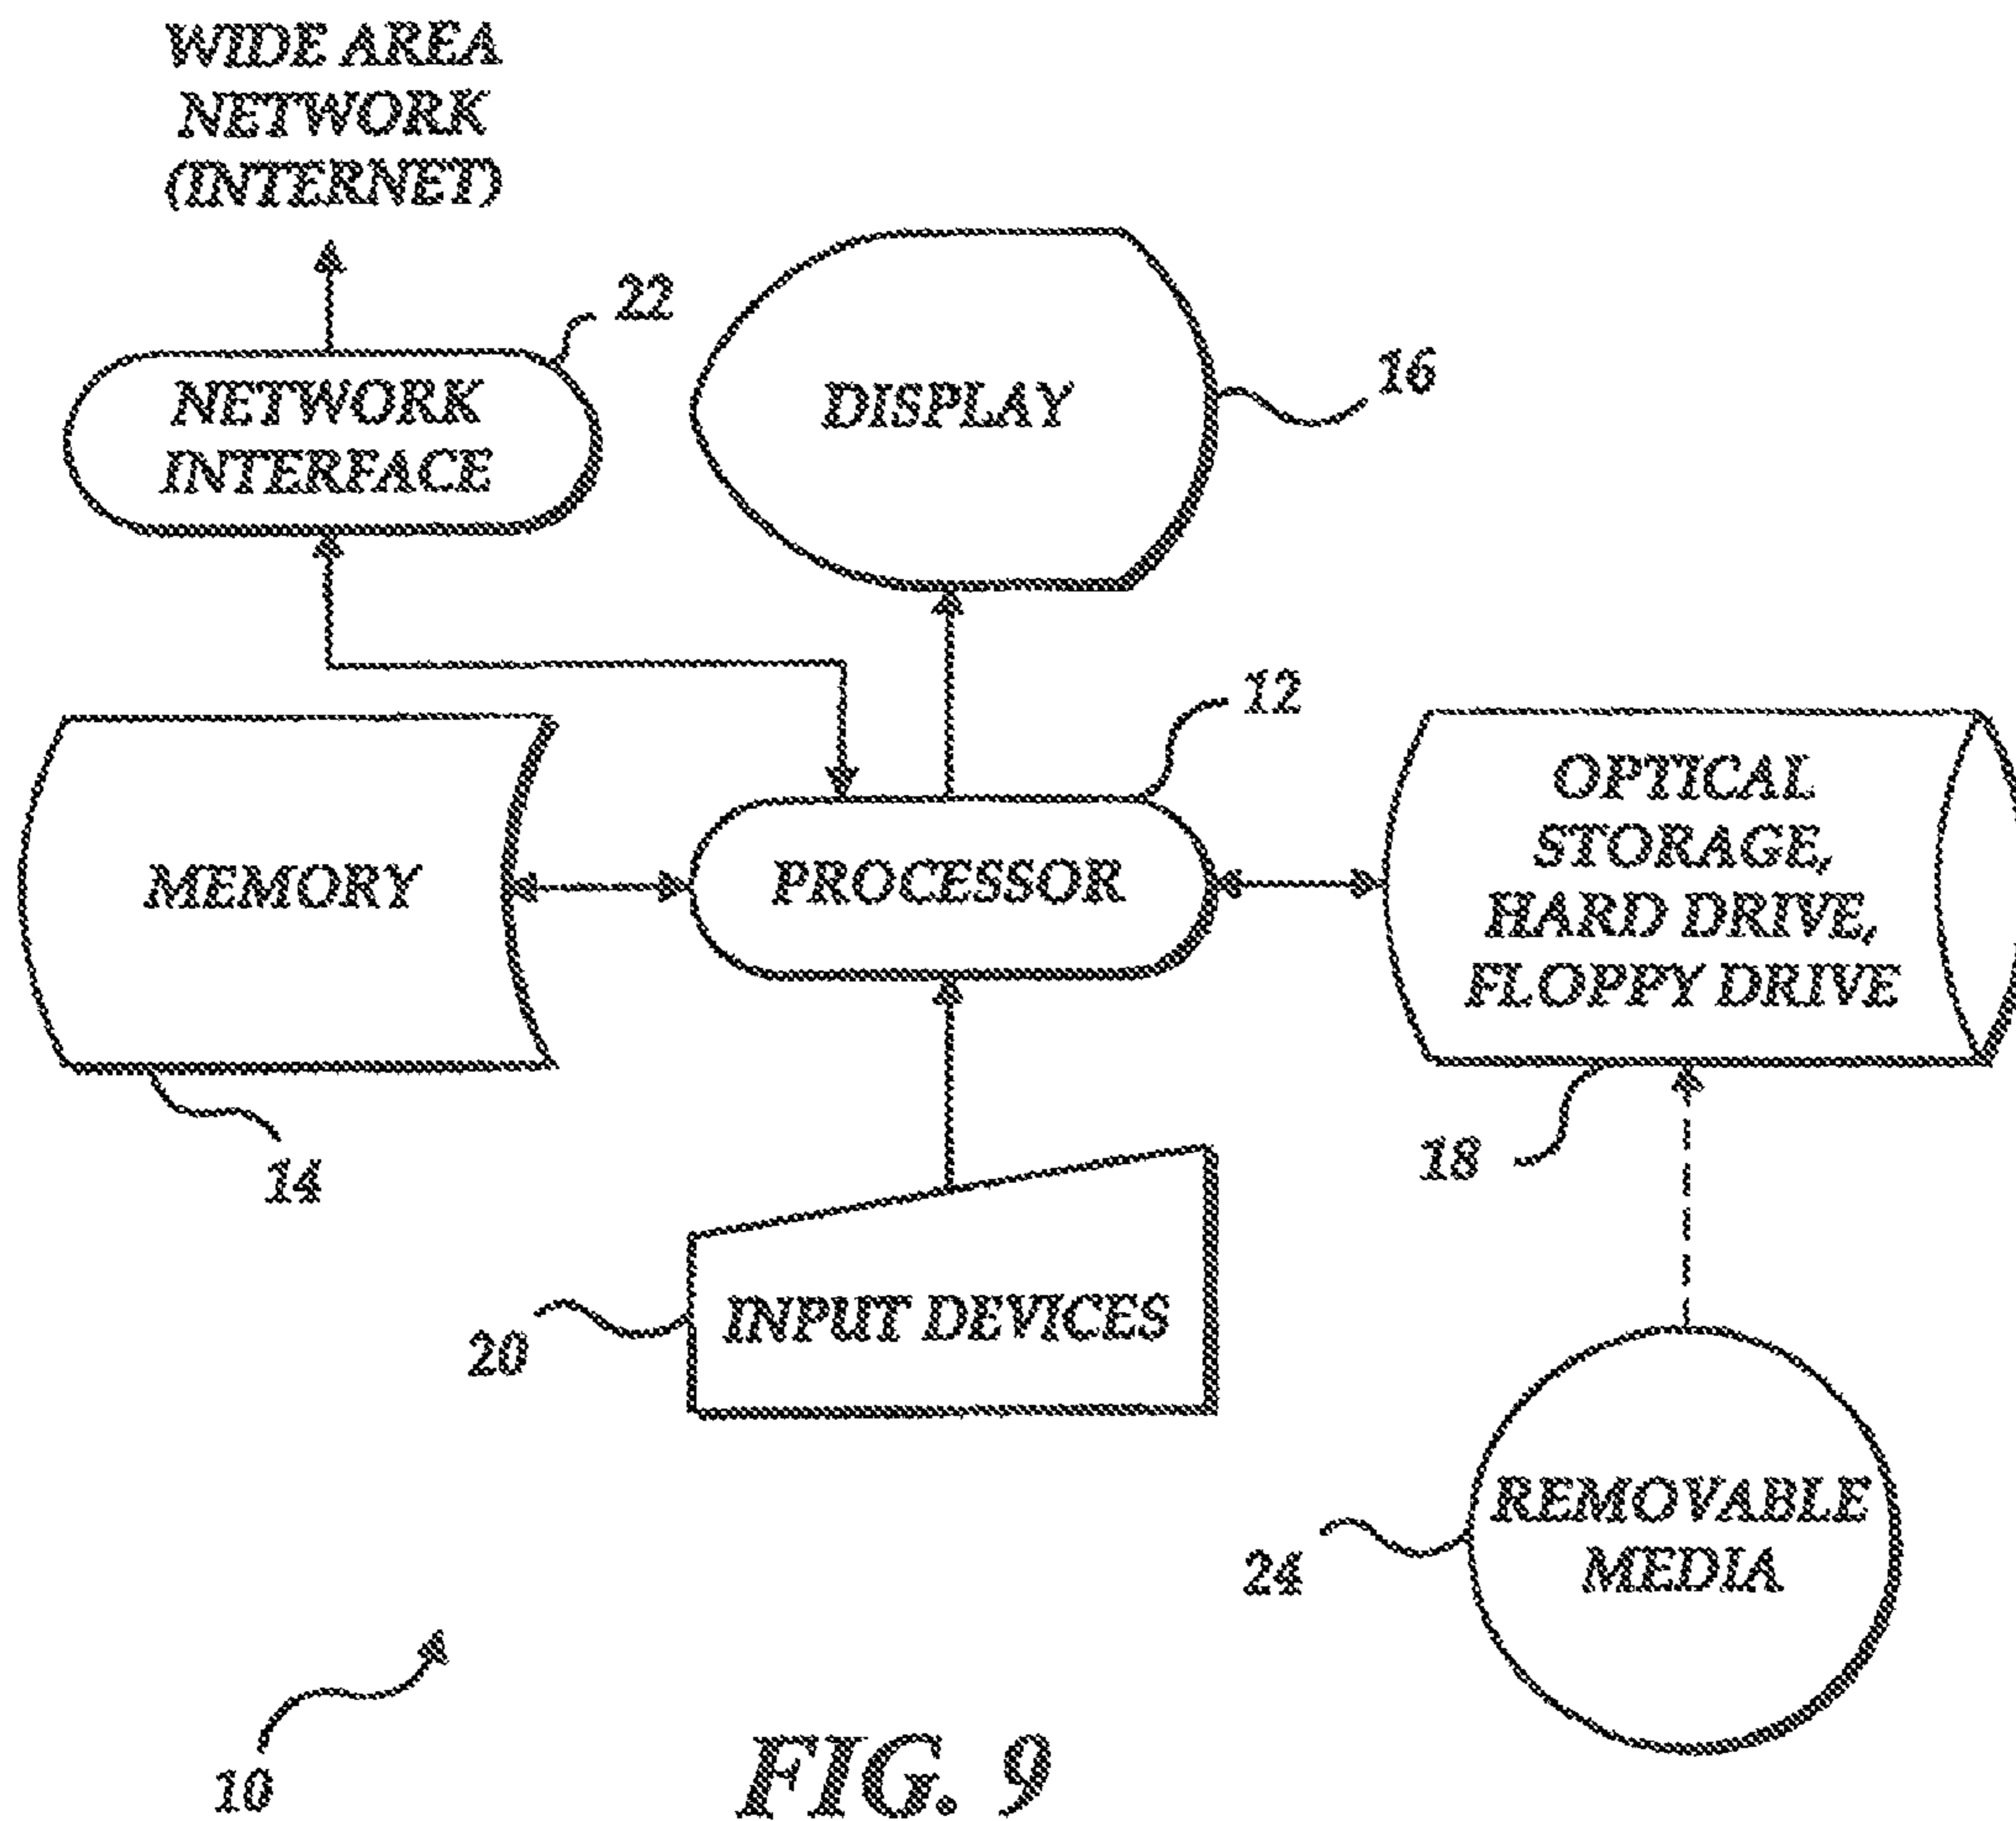 WIDE AREA
NETWORK
(INTERNET)
22
NETWORK
INTERFACE
DISPLAY
16
12
MEMORY
PROCESSOR
OPTICAL
STORAGE,
HARD DRIVE,
FLOPPY DRIVE
14
18
20
INPUT DEVICES
REMOVABLE
MEDIA
24
10
FIG. 9